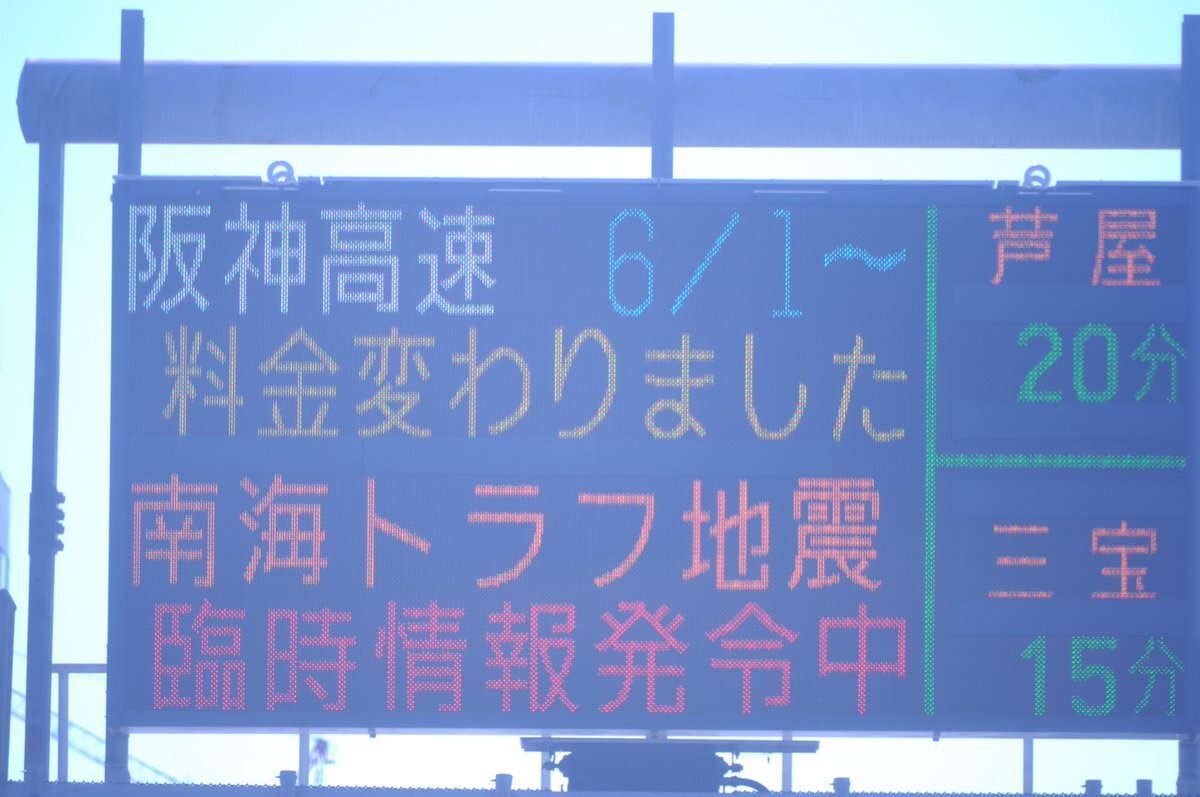 阪神高速 6/1〜
料金変わりました
南海トラフ地震
臨時情報発令中
芦屋
20分
三宝
15分